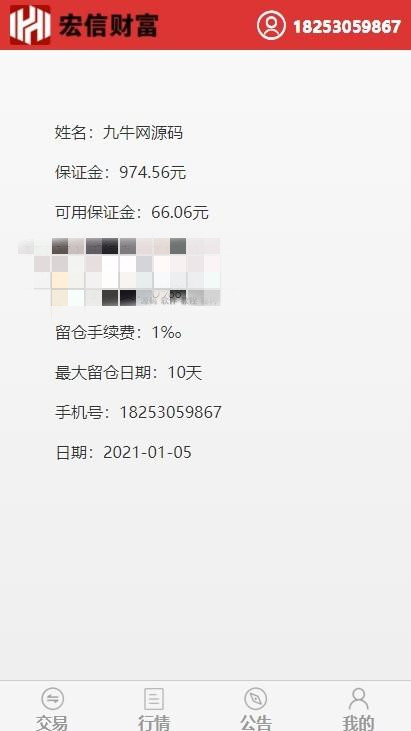 宏信财富
18253059867
姓名：九牛网源码
保证金：974.56元
可用保证金：66.06元
留仓手续费：1‰
最大留仓日期：10天
手机号：18253059867
日期：2021-01-05
交易 行情 公告 我的